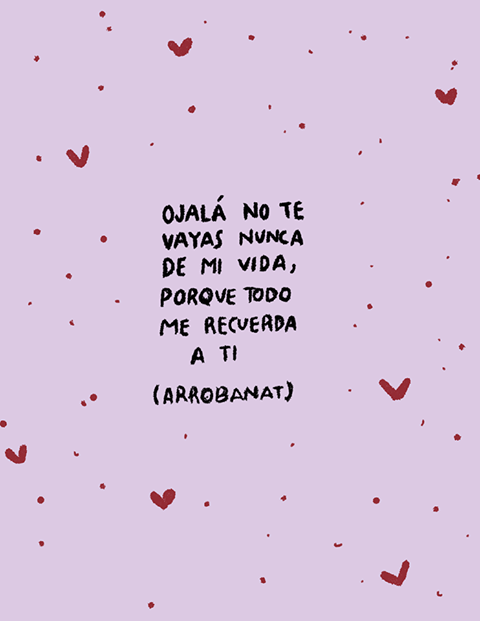 OJALÁ NO TE
VAYAS NUNCA
DE MI VIDA,
PORQUE TODO
ME RECUERDA
A TI
(ARROBANAT)